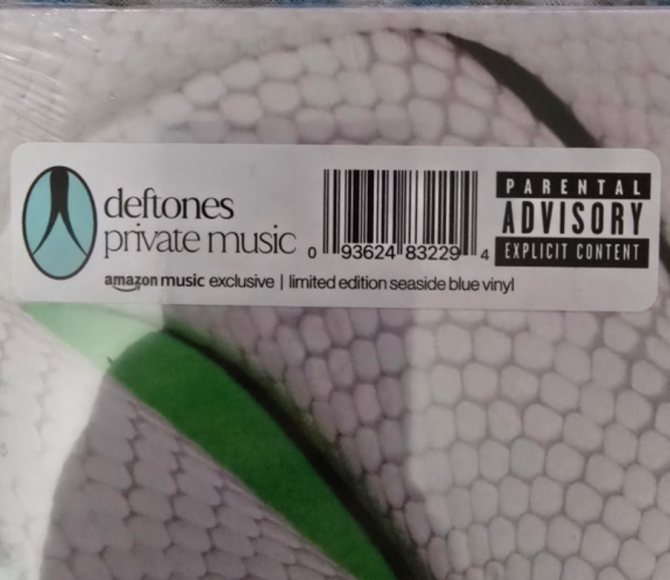 deftones
private music
0 93624 83229 4
PARENTAL
ADVISORY
EXPLICIT CONTENT
amazon music exclusive | limited edition seaside blue vinyl